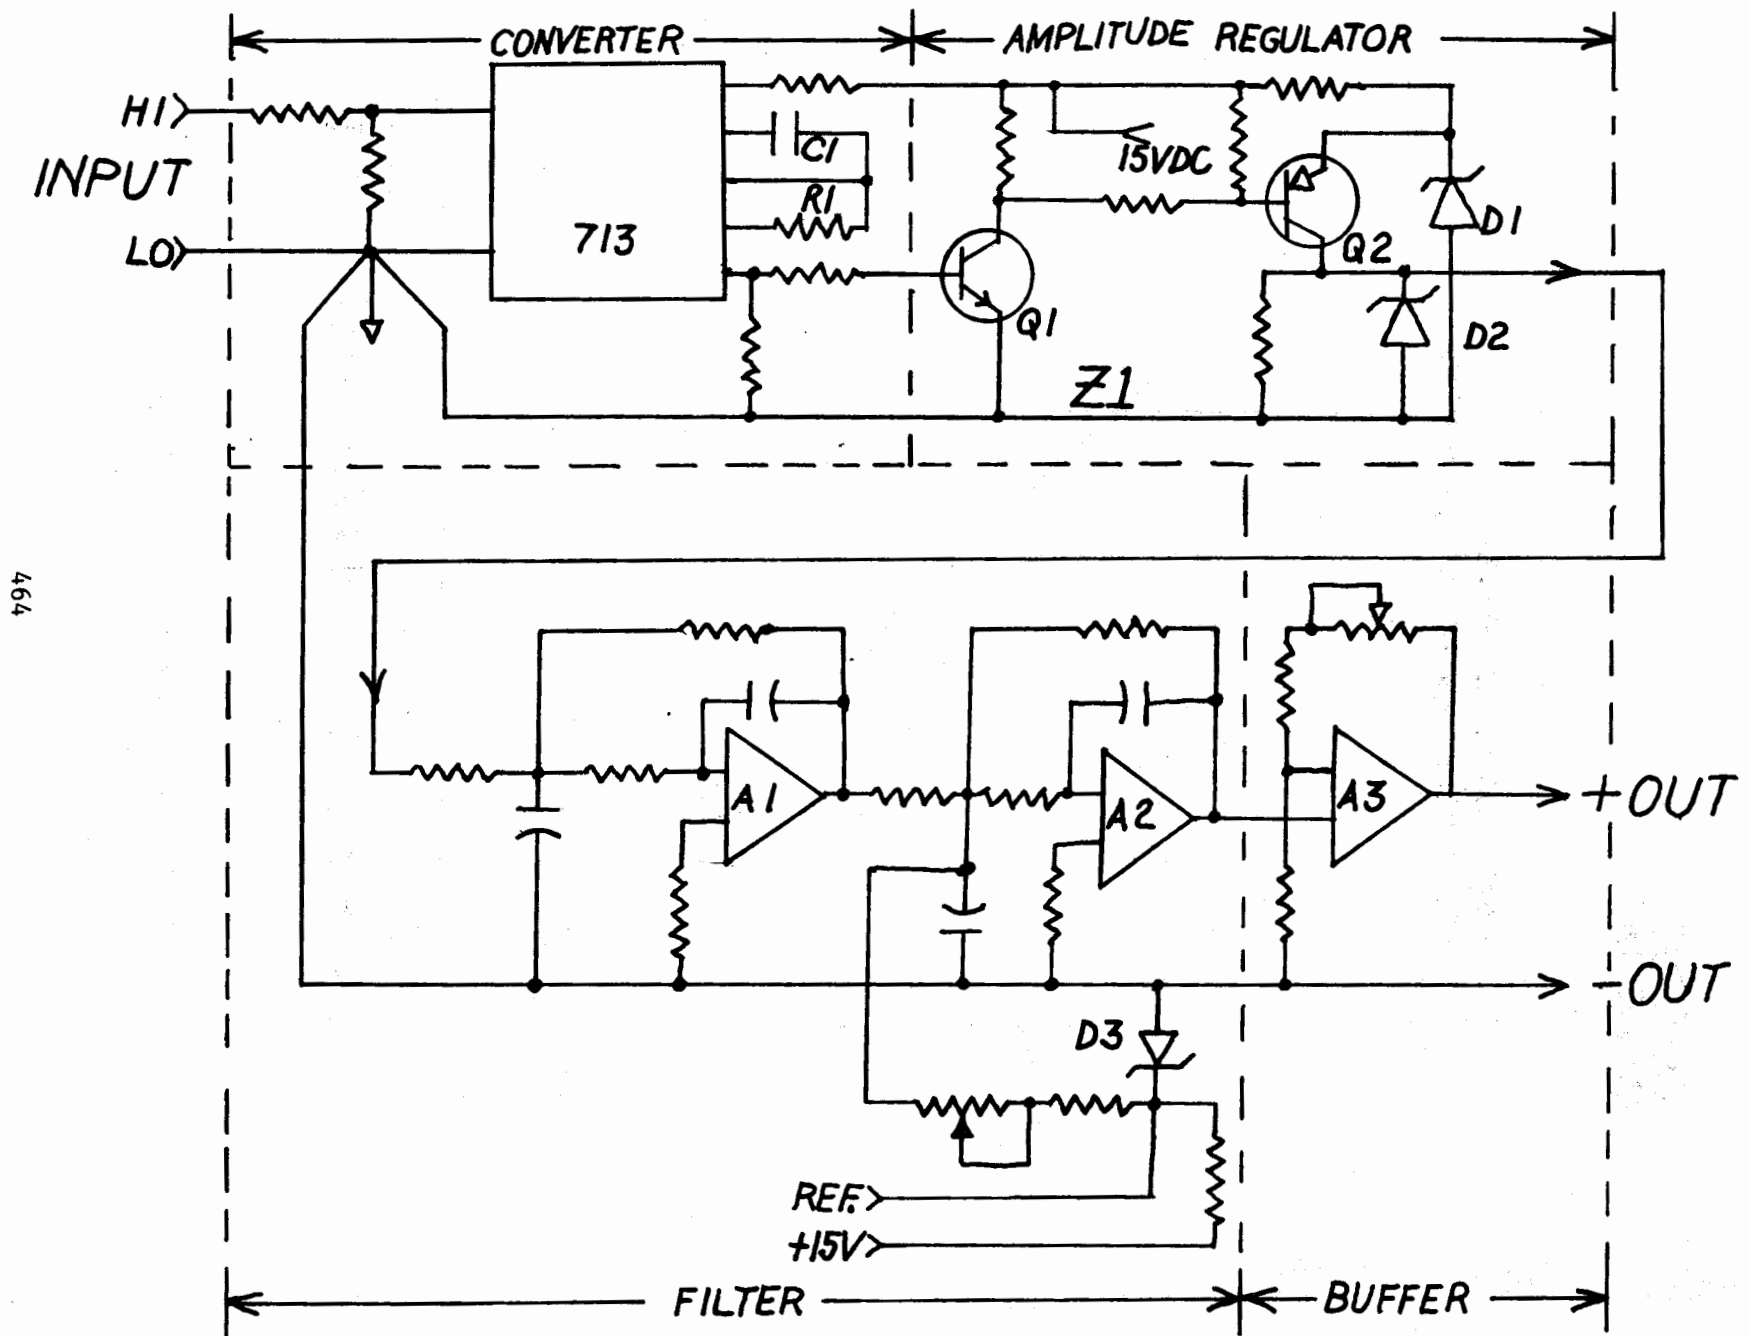 CONVERTER
AMPLITUDE REGULATOR
HI
INPUT
LO
713
C1
R1
15VDC
Q1
Q2
D1
D2
Z1
464
A1
A2
A3
+ OUT
- OUT
D3
REF.
+15V
FILTER
BUFFER